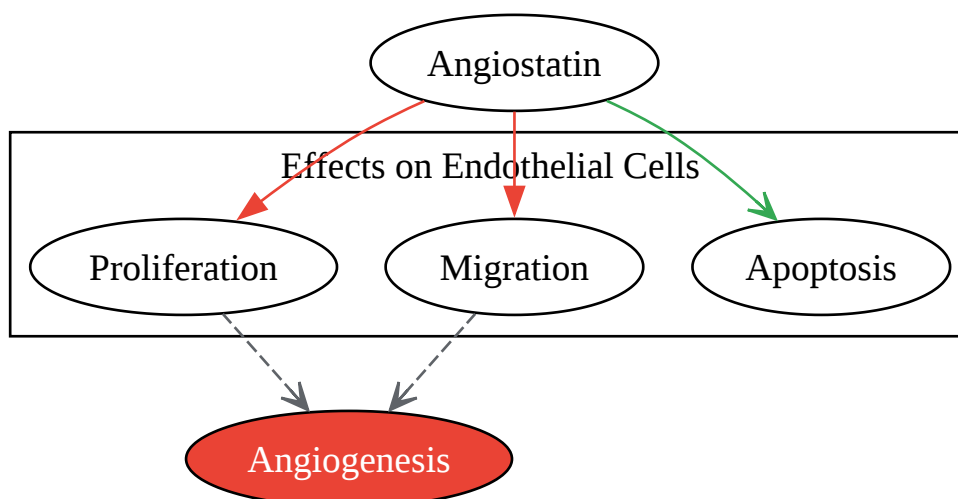 Angiostatin
Effects on Endothelial Cells
Proliferation
Migration
Apoptosis
Angiogenesis